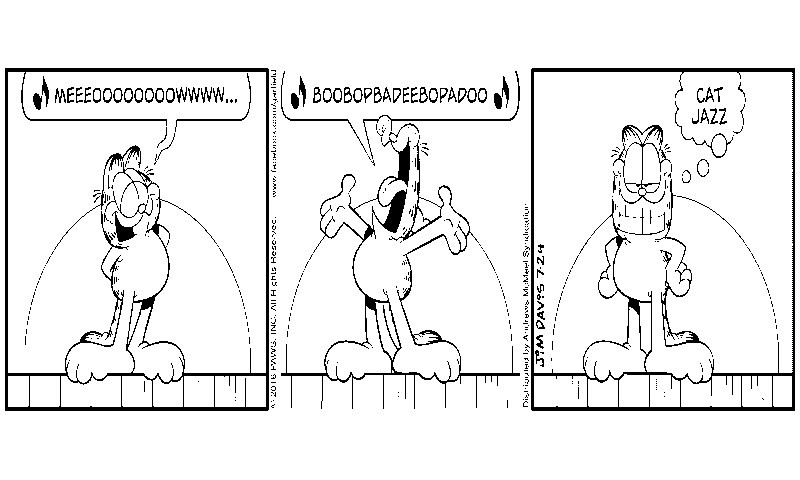 MEEEOOOOOOOOWWWW...
© 2016 PAWS, INC. All Rights Reserved.
www.facebook.com/garfield
BOOBOPBADEEBOPADOO
Distributed by Andrews McMeel Syndication
JIM DAVIS 7-24
CAT
JAZZ